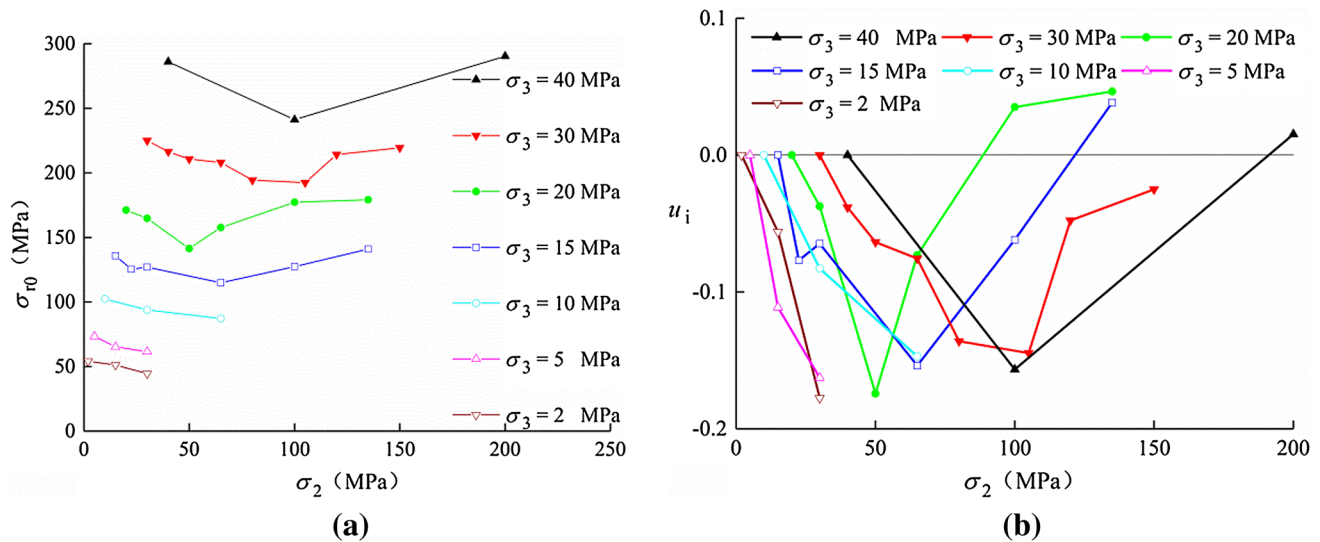 300
250
200
150
100
50
0
0 50 100 150 200 250
σr0（MPa）
σ2（MPa）
σ3 = 40 MPa
σ3 = 30 MPa
σ3 = 20 MPa
σ3 = 15 MPa
σ3 = 10 MPa
σ3 = 5 MPa
σ3 = 2 MPa
(a)
0.1
0.0
-0.1
-0.2
0 50 100 150 200
ui
σ2（MPa）
σ3 = 40 MPa σ3 = 30 MPa σ3 = 20 MPa
σ3 = 15 MPa σ3 = 10 MPa σ3 = 5 MPa
σ3 = 2 MPa
(b)